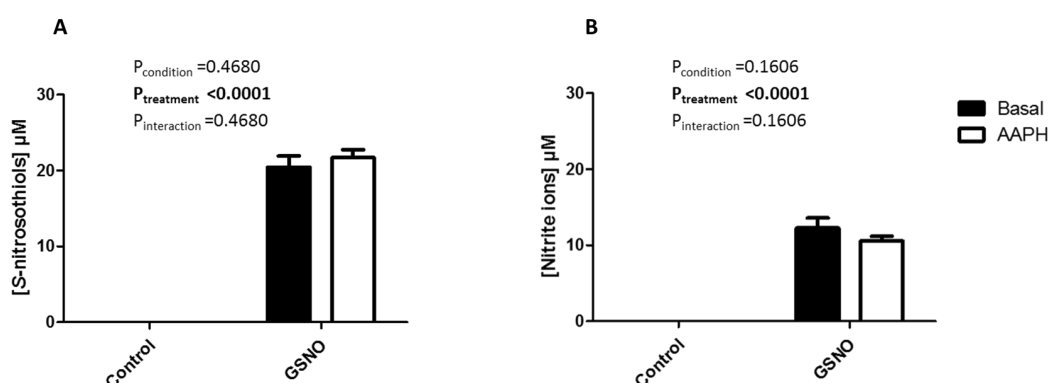 A
P condition =0.4680
P treatment <0.0001
P interaction =0.4680
30
20
10
0
[S-nitrosothiols] µM
Control
GSNO
B
P condition =0.1606
P treatment <0.0001
P interaction =0.1606
30
20
10
0
[Nitrite ions] µM
Control
GSNO
Basal
AAPH